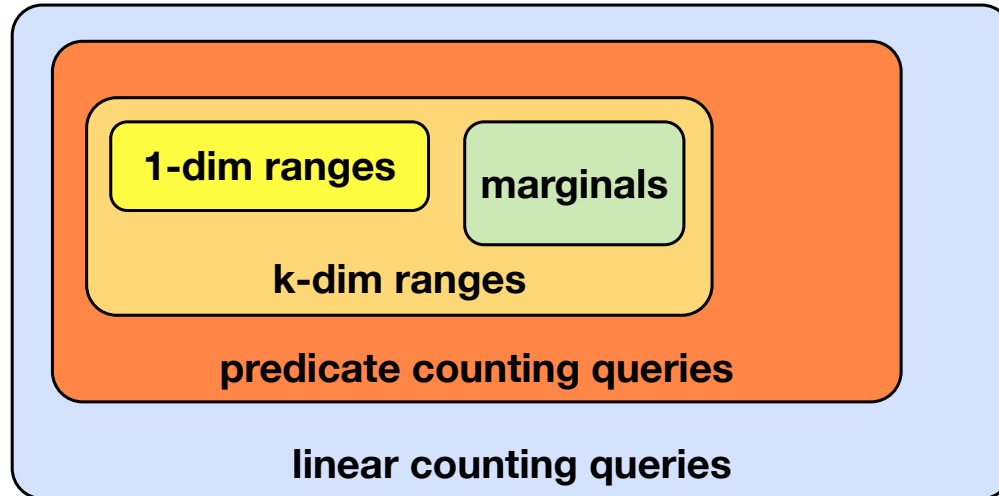 1-dim ranges
marginals
k-dim ranges
predicate counting queries
linear counting queries